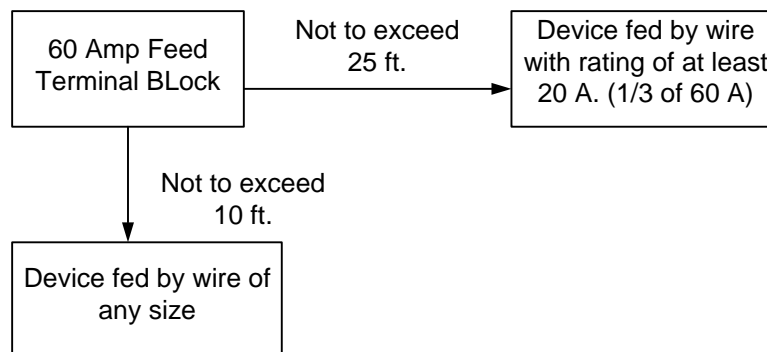 60 Amp Feed
Terminal BLock
Not to exceed
25 ft.
Device fed by wire
with rating of at least
20 A. (1/3 of 60 A)
Not to exceed
10 ft.
Device fed by wire of
any size